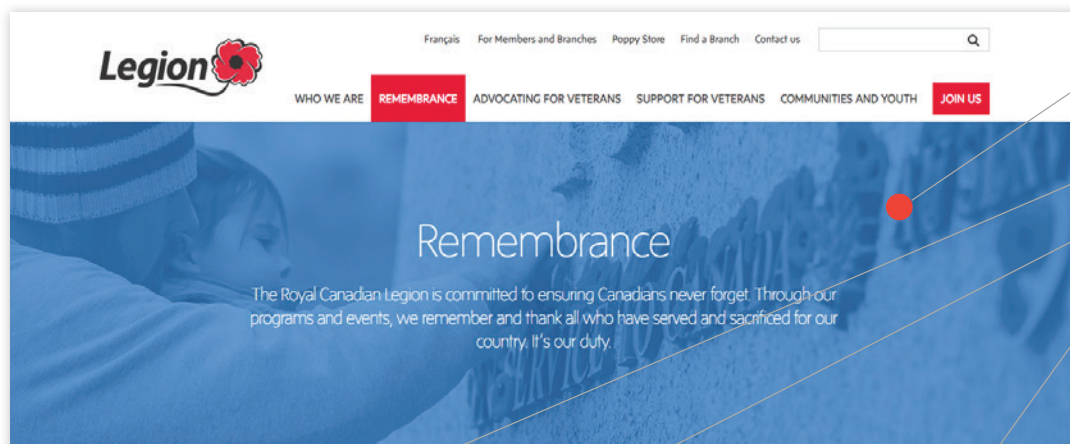 Legion
Français For Members and Branches Poppy Store Find a Branch Contact us
WHO WE ARE REMEMBRANCE ADVOCATING FOR VETERANS SUPPORT FOR VETERANS COMMUNITIES AND YOUTH JOIN US
Remembrance
The Royal Canadian Legion is committed to ensuring Canadians never forget. Through our
programs and events, we remember and thank all who have served and sacrificed for our
country. It's our duty.
SERVICE TO CANADA